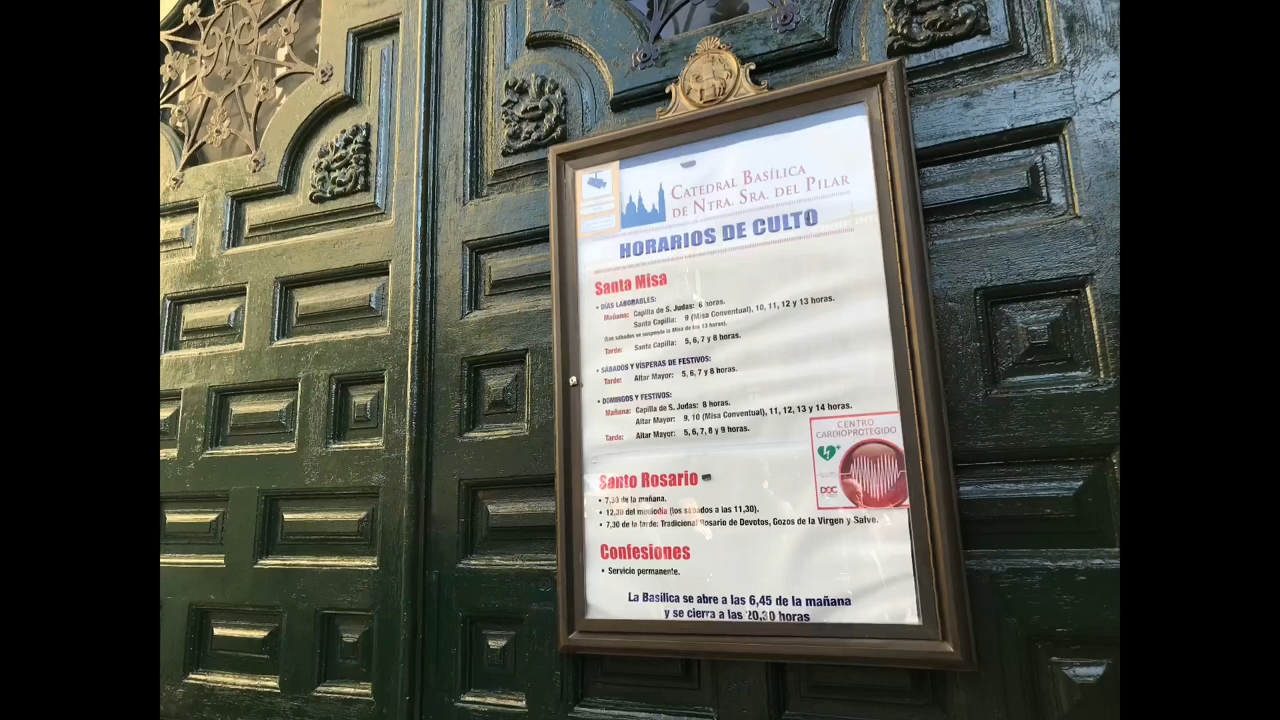 CATEDRAL BASÍLICA
DE NTRA. SRA. DEL PILAR
HORARIOS DE CULTO
Santa Misa
• DÍAS LABORABLES:
Mañana: Capilla de S. Judas: 8 horas.
Santa Capilla: 9 (Misa Conventual), 10, 11, 12 y 13 horas.
(Los sábados se suspende la Misa de las 13 horas).
Tarde: Santa Capilla: 5, 6, 7 y 8 horas.
• SÁBADOS Y VÍSPERAS DE FESTIVOS:
Tarde: Altar Mayor: 5, 6, 7 y 8 horas.
• DOMINGOS Y FESTIVOS:
Mañana: Capilla de S. Judas: 8 horas.
Altar Mayor: 9, 10 (Misa Conventual), 11, 12, 13 y 14 horas.
Tarde: Altar Mayor: 5, 6, 7, 8 y 9 horas.
CENTRO
CARDIOPROTEGIDO
DOC
Santo Rosario
• 7,30 de la mañana.
• 12,30 del mediodía (los sábados a las 11,30).
• 7,30 de la tarde: Tradicional Rosario de Devotos, Gozos de la Virgen y Salve.
Confesiones
• Servicio permanente.
La Basílica se abre a las 6,45 de la mañana
y se cierra a las 20,30 horas